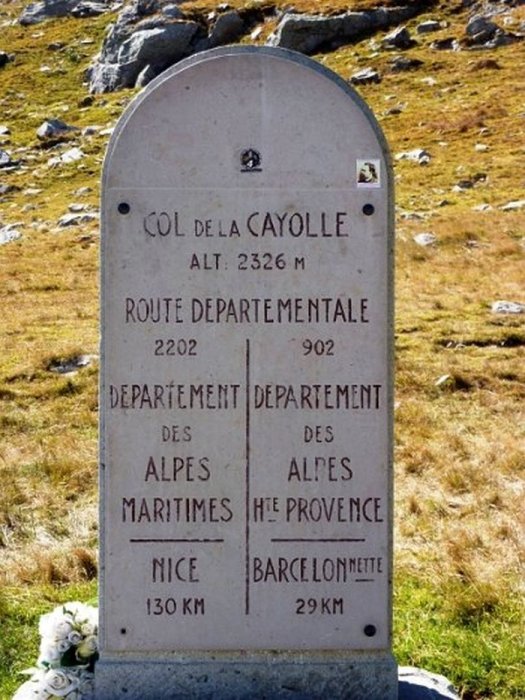 COL DE LA CAYOLLE
ALT: 2326 M
ROUTE DEPARTEMENTALE
2202
DEPARTEMENT
DES
ALPES
MARITIMES
NICE
130 KM
902
DEPARTEMENT
DES
ALPES
HTE PROVENCE
BARCELONNETTE
29 KM